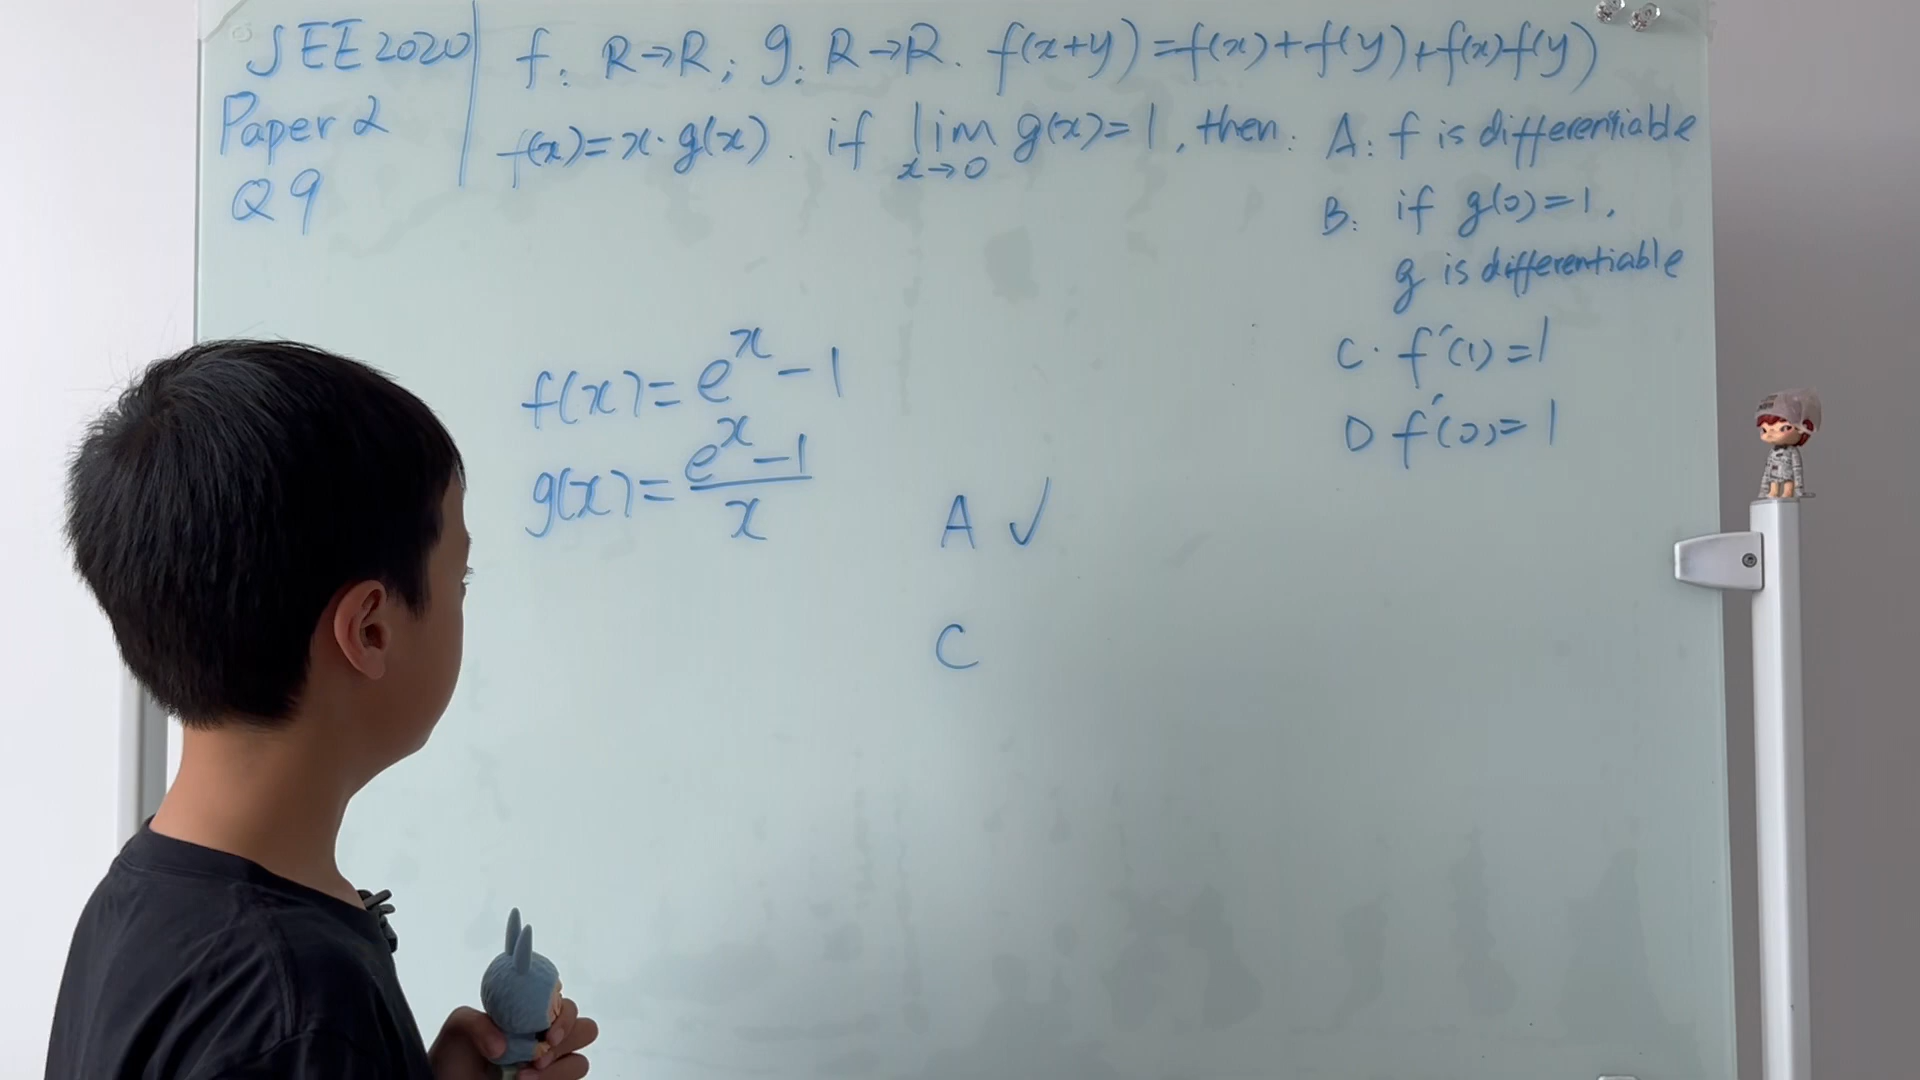 JEE 2020
Paper 2
Q 9
f: R→R; g: R→R. f(x+y)=f(x)+f(y)+f(x)f(y)
f(x)=x·g(x). if lim g(x)=1, then:
x→0
A: f is differentiable
B: if g(0)=1,
g is differentiable
C. f'(1)=1
D f'(0)=1
f(x)=e^x-1
g(x)=(e^x-1)/x
A ✓
C